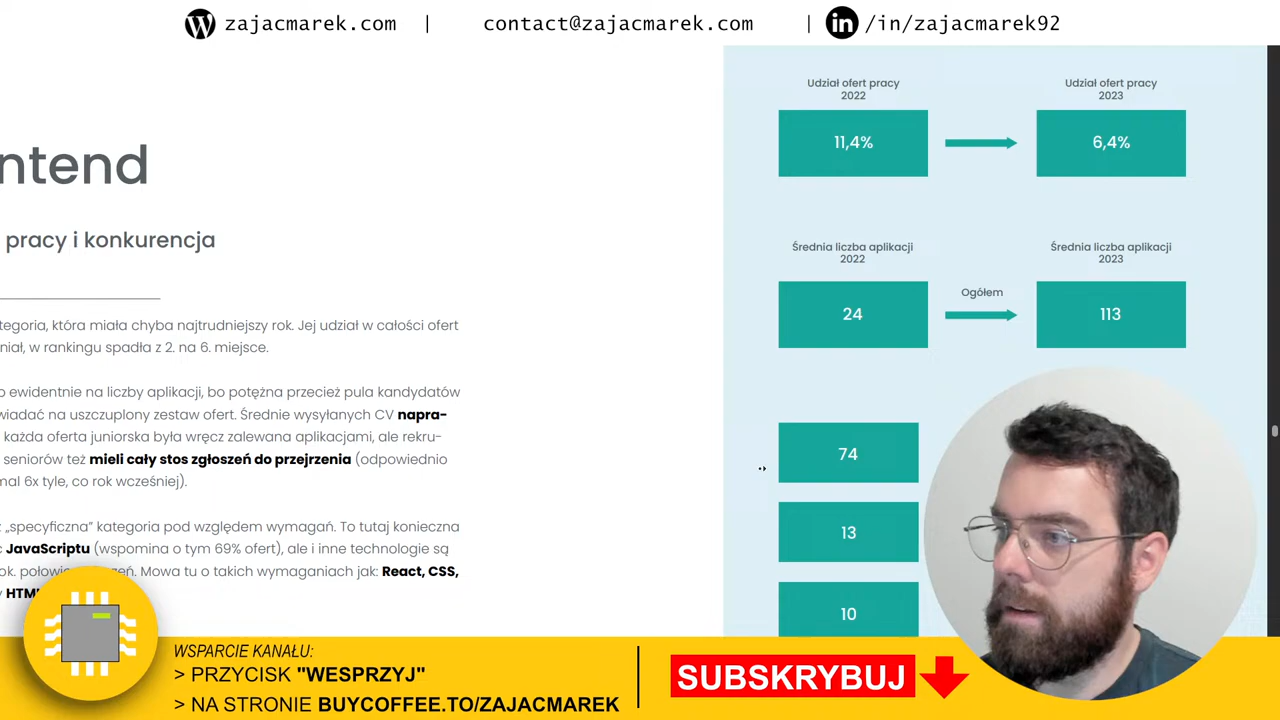 zajacmarek.com | contact@zajacmarek.com | /in/zajacmarek92
ntend
pracy i konkurencja
tegoria, która miała chyba najtrudniejszy rok. Jej udział w całości ofert
niał, w rankingu spadła z 2. na 6. miejsce.
ewidentnie na liczby aplikacji, bo potężna przecież pula kandydatów
wiadać na uszczuplony zestaw ofert. Średnie wysyłanych CV napra-
każda oferta juniorska była wręcz zalewana aplikacjami, ale rekru-
seniorów też mieli cały stos zgłoszeń do przejrzenia (odpowiednio
mal 6x tyle, co rok wcześniej).
„specyficzna” kategoria pod względem wymagań. To tutaj konieczna
JavaScriptu (wspomina o tym 69% ofert), ale i inne technologie są
ok. Mowa tu o takich wymaganiach jak: React, CSS,
Udział ofert pracy
2022
Udział ofert pracy
2023
11,4%
6,4%
Średnia liczba aplikacji
2022
Średnia liczba aplikacji
2023
Ogółem
24
113
74
13
10
WSPARCIE KANAŁU:
> PRZYCISK "WESPRZYJ"
> NA STRONIE BUYCOFFEE.TO/ZAJACMAREK
SUBSKRYBUJ